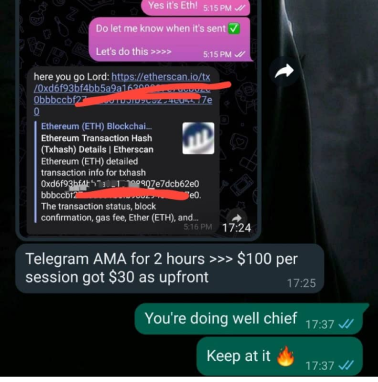 Yes it's Eth! 5:15 PM
Do let me know when it's sent ✅
Let's do this >>>> 5:15 PM
here you go Lord: https://etherscan.io/tx
0
Ethereum (ETH) Blockchai...
Ethereum Transaction Hash
(Txhash) Details | Etherscan
Ethereum (ETH) detailed
transaction info for txhash
The transaction status, block
confirmation, gas fee, Ether (ETH), and...
5:16 PM 17:24
Telegram AMA for 2 hours >>> $100 per
session got $30 as upfront
17:25
You're doing well chief 17:37
Keep at it 🔥 17:37